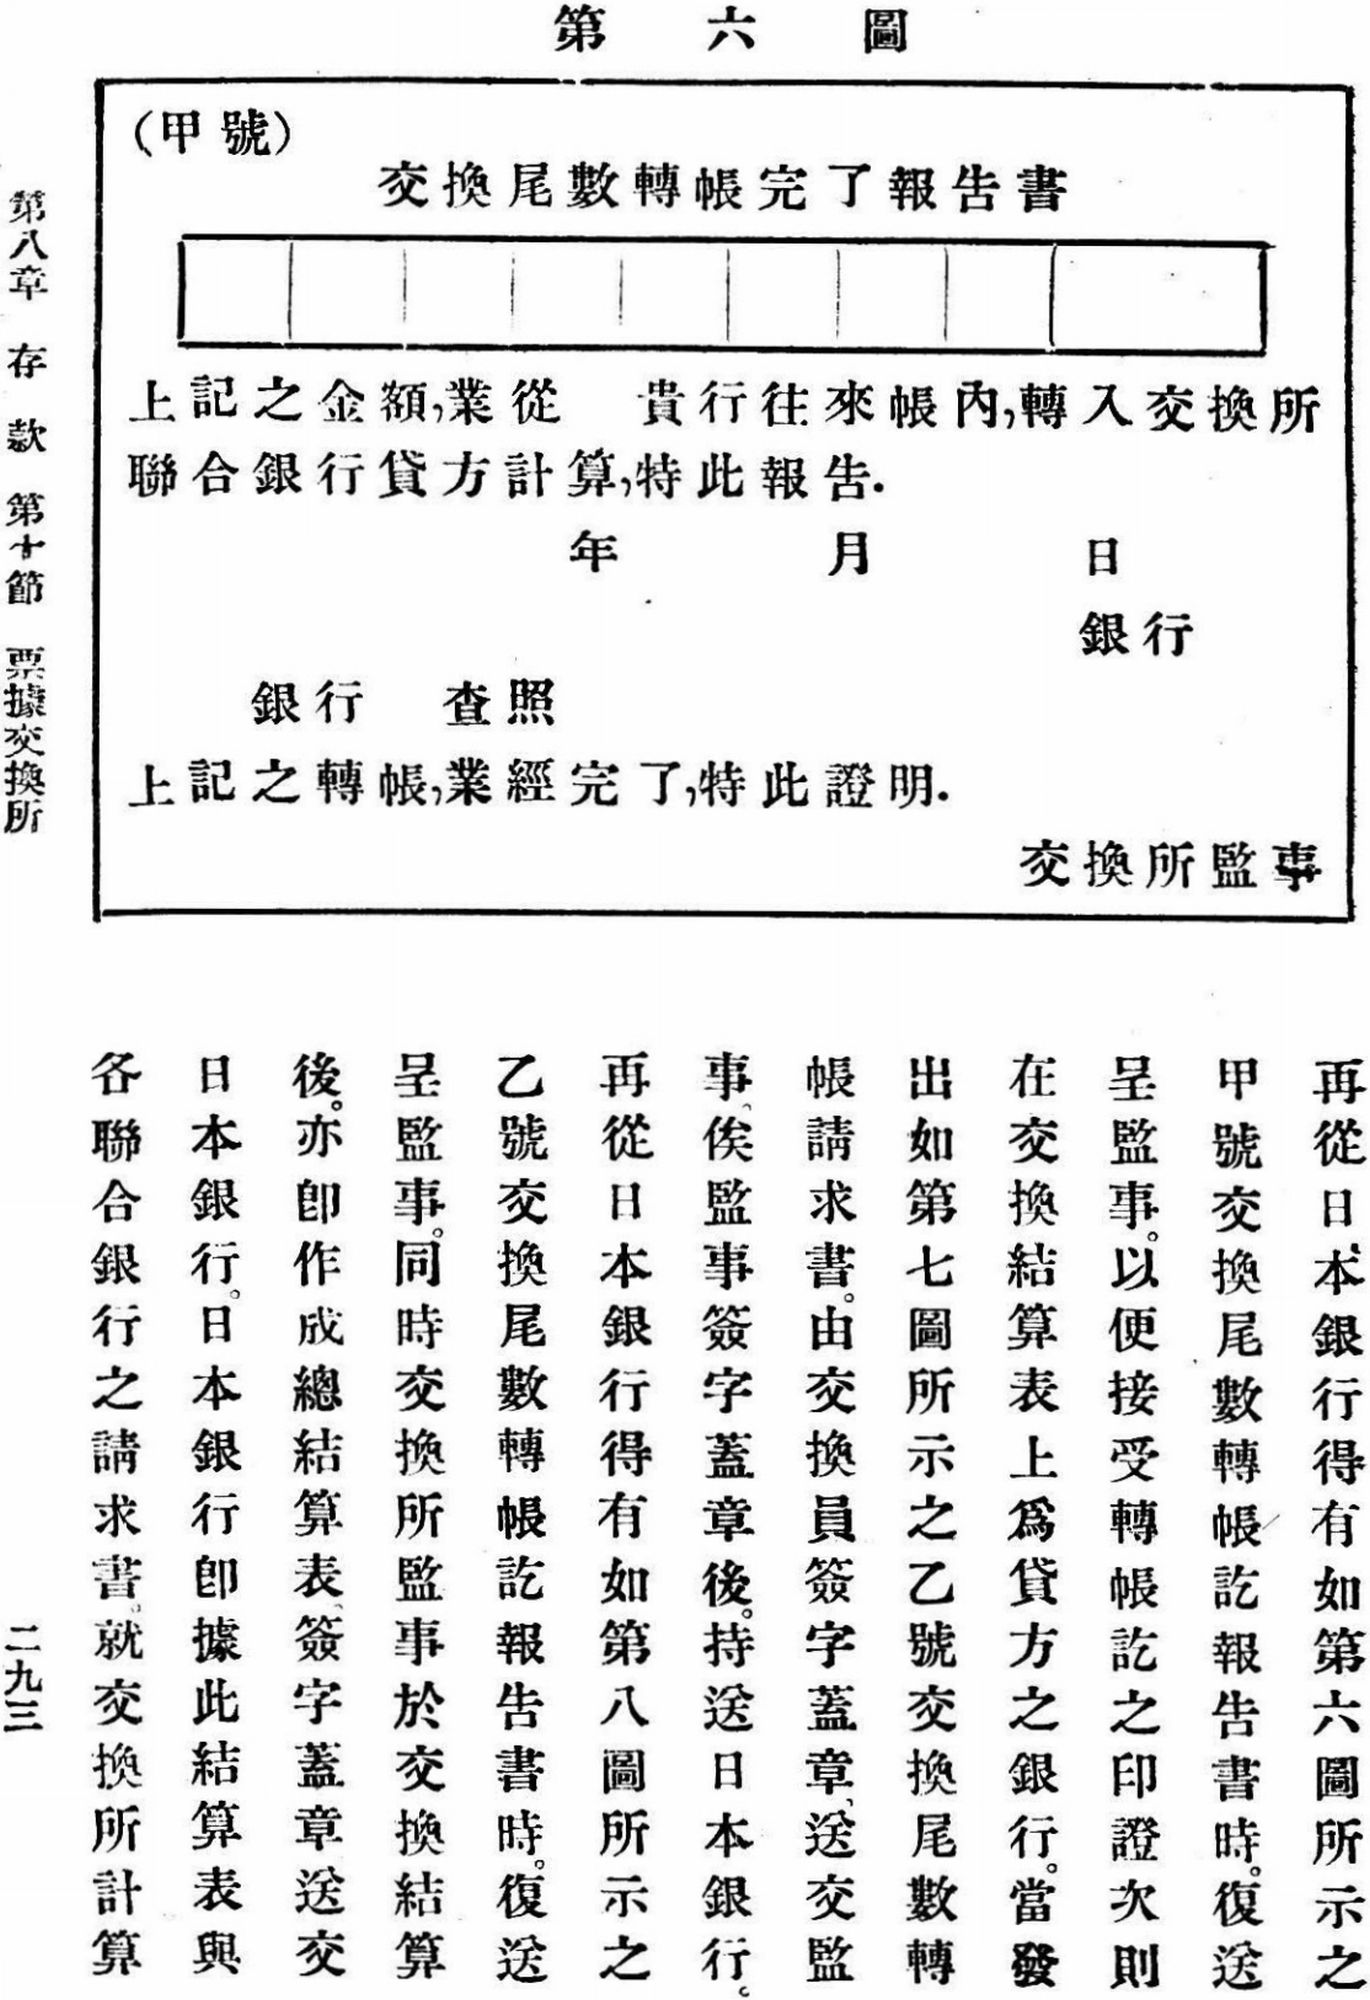 第六圖
(甲號)
交換尾數轉帳完了報告書
上記之金額,業從　貴行往來帳內,轉入交換所
聯合銀行貸方計算,特此報告.
年　月　日
銀行
銀行　查照
上記之轉帳,業經完了,特此證明.
交換所監事
再從日本銀行得有如第六圖所示之
甲號交換尾數轉帳訖報告書時。復送
呈監事。以便接受轉帳訖之印證次則
在交換結算表上爲貸方之銀行。當發
出如第七圖所示之乙號交換尾數轉
帳請求書。由交換員簽字蓋章、送交監
事、俟監事簽字蓋章後。持送日本銀行。
再從日本銀行得有如第八圖所示之
乙號交換尾數轉帳訖報告書時。復送
呈監事。同時交換所監事於交換結算
後。亦卽作成總結算表、簽字蓋章送交
日本銀行。日本銀行卽據此結算表與
各聯合銀行之請求書。就交換所計算
第八章　存款　第十節　票據交換所
二九三